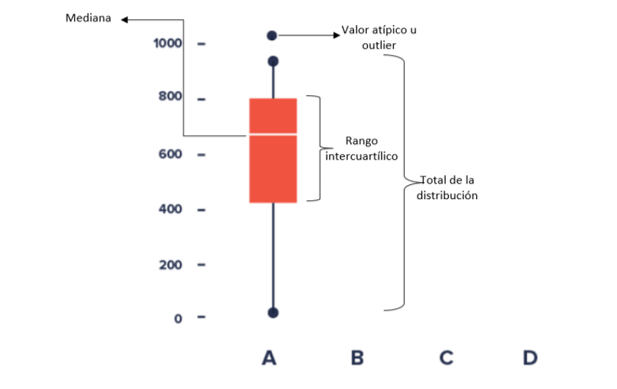 Mediana
Valor atípico u
outlier
1000
800
Rango
intercuartílico
600
Total de la
distribución
400
200
0
A B C D